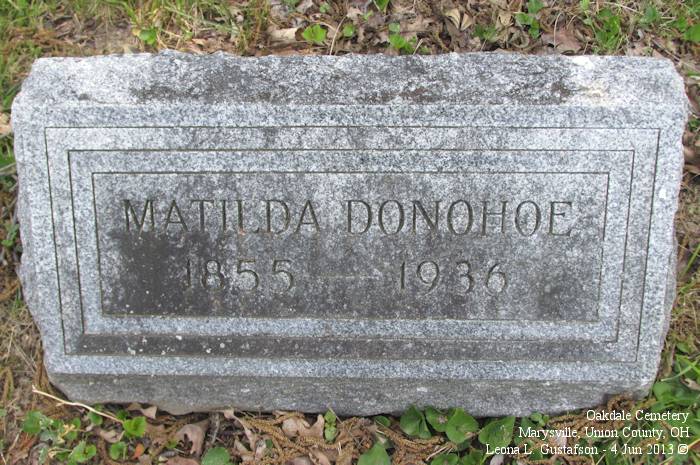 MATILDA DONOHOE
1855 — 1936
Oakdale Cemetery
Marysville, Union County, OH
Leona L. Gustafson - 4 Jun 2013 ©